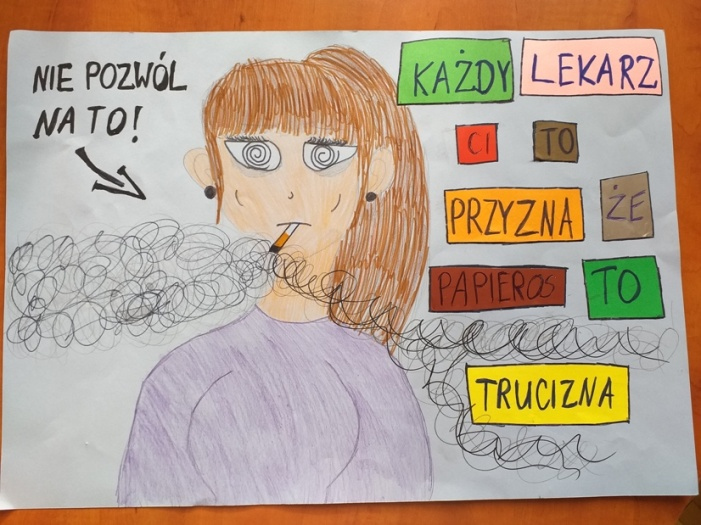 NIE POZWÓL
NA TO!
KAŻDY LEKARZ
CI TO
PRZYZNA ŻE
PAPIEROS TO
TRUCIZNA